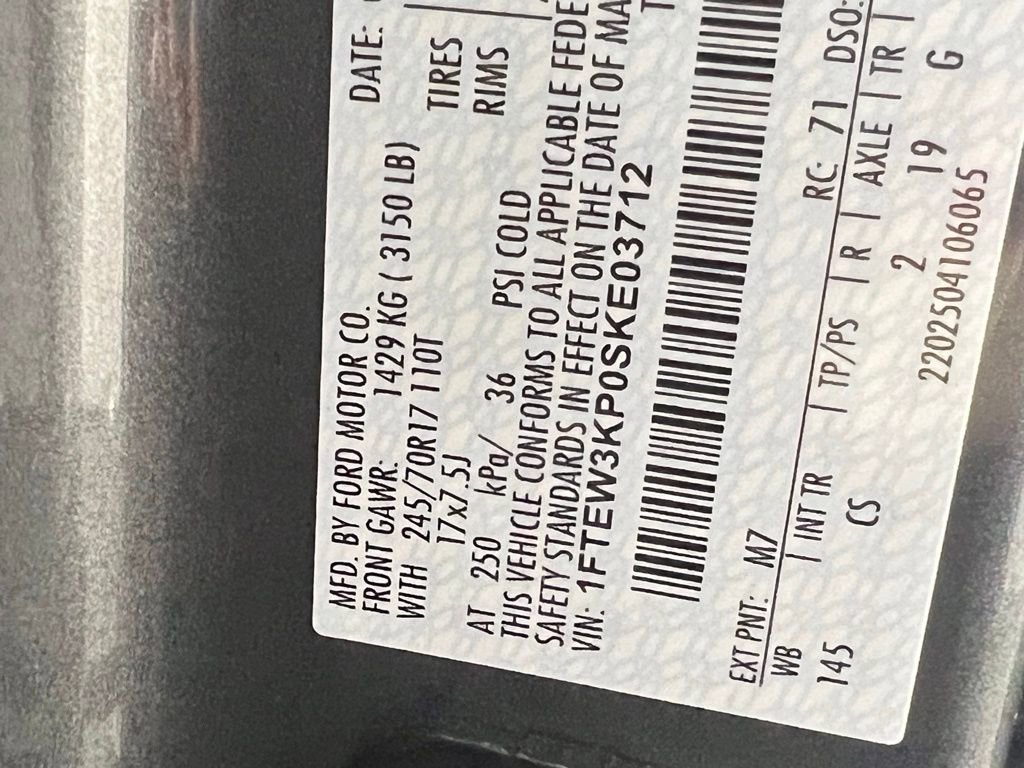 MFD. BY FORD MOTOR CO.
DATE:
FRONT GAWR: 1429 KG ( 3150 LB)
WITH 245/70R17 110T TIRES
17x7.5J RIMS
AT 250 kPa/ 36 PSI COLD
THIS VEHICLE CONFORMS TO ALL APPLICABLE FEDE
SAFETY STANDARDS IN EFFECT ON THE DATE OF MA
VIN: 1FTEW3KP0SKE03712
T
EXT PNT: M7 RC: 71 DSO:
WB | INT TR | TP/PS | R | AXLE | TR |
145 CS 2 19 G
22202504106065